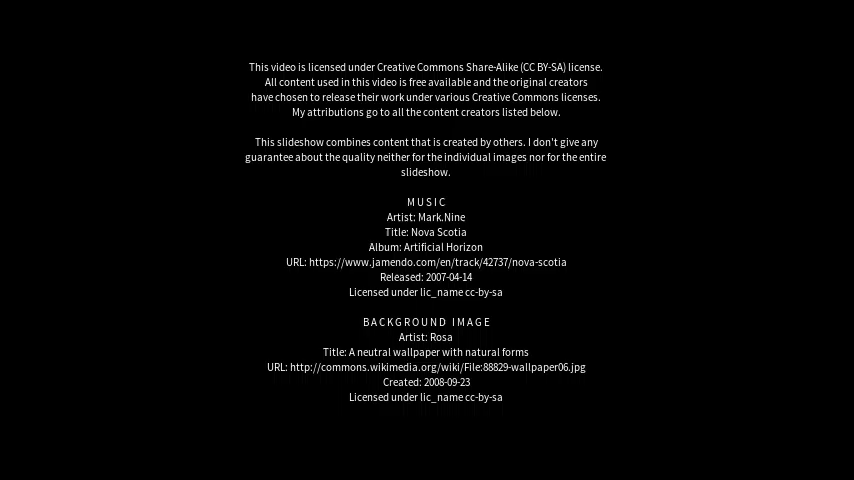 This video is licensed under Creative Commons Share-Alike (CC BY-SA) license.
All content used in this video is free available and the original creators
have chosen to release their work under various Creative Commons licenses.
My attributions go to all the content creators listed below.
This slideshow combines content that is created by others. I don't give any
guarantee about the quality neither for the individual images nor for the entire
slideshow.
MUSIC
Artist: Mark.Nine
Title: Nova Scotia
Album: Artificial Horizon
URL: https://www.jamendo.com/en/track/42737/nova-scotia
Released: 2007-04-14
Licensed under lic_name cc-by-sa
BACKGROUND IMAGE
Artist: Rosa
Title: A neutral wallpaper with natural forms
URL: http://commons.wikimedia.org/wiki/File:88829-wallpaper06.jpg
Created: 2008-09-23
Licensed under lic_name cc-by-sa